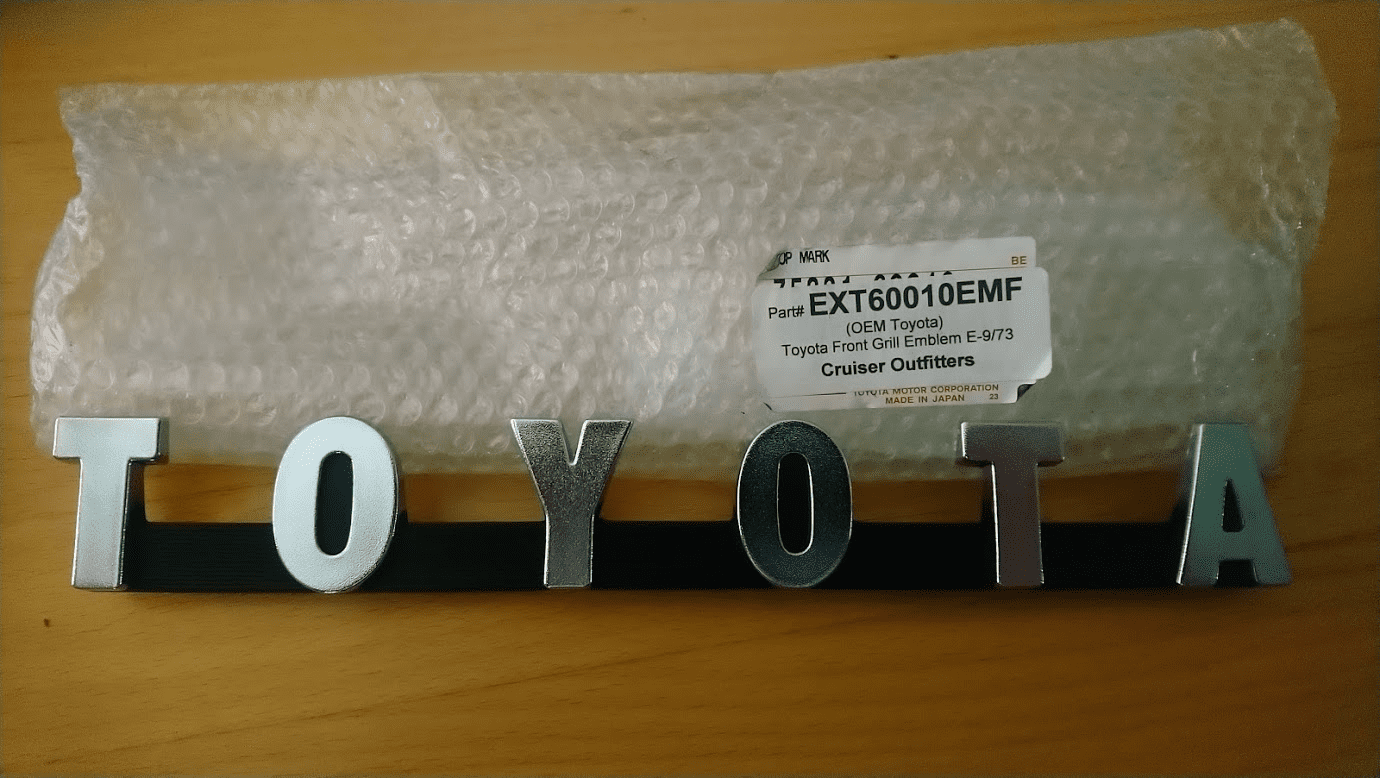 TOP MARK
BE
Part# EXT60010EMF
(OEM Toyota)
Toyota Front Grill Emblem E-9/73
Cruiser Outfitters
TOYOTA MOTOR CORPORATION
MADE IN JAPAN 23
TOYOTA